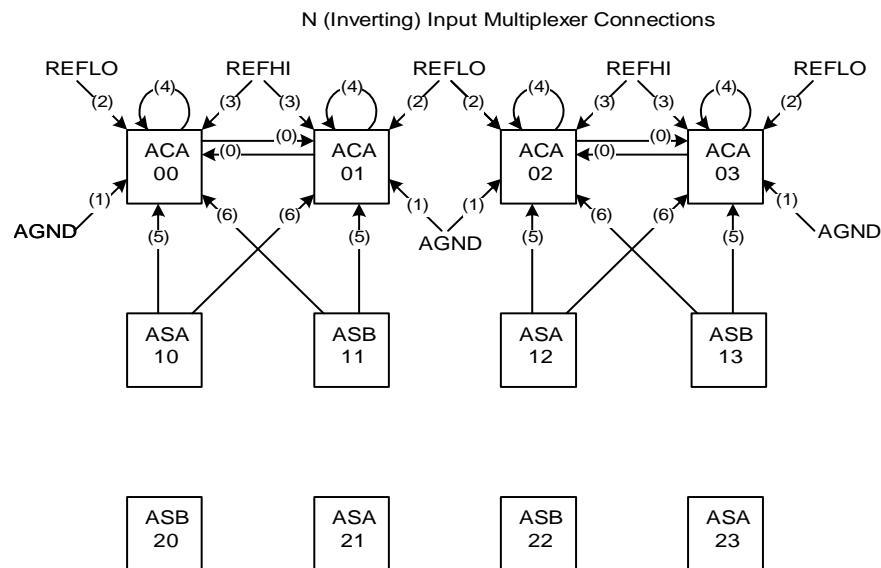 N (Inverting) Input Multiplexer Connections
REFLO
REFHI
REFLO
REFHI
REFLO
(4)
(4)
(4)
(4)
(2)
(3)
(3)
(2)
(2)
(3)
(3)
(2)
(0)
(0)
(0)
(0)
ACA
00
ACA
01
ACA
02
ACA
03
(1)
(1)
(1)
(1)
(6)
(6)
(6)
(6)
AGND
(5)
(5)
AGND
(5)
(5)
AGND
ASA
10
ASB
11
ASA
12
ASB
13
ASB
20
ASA
21
ASB
22
ASA
23